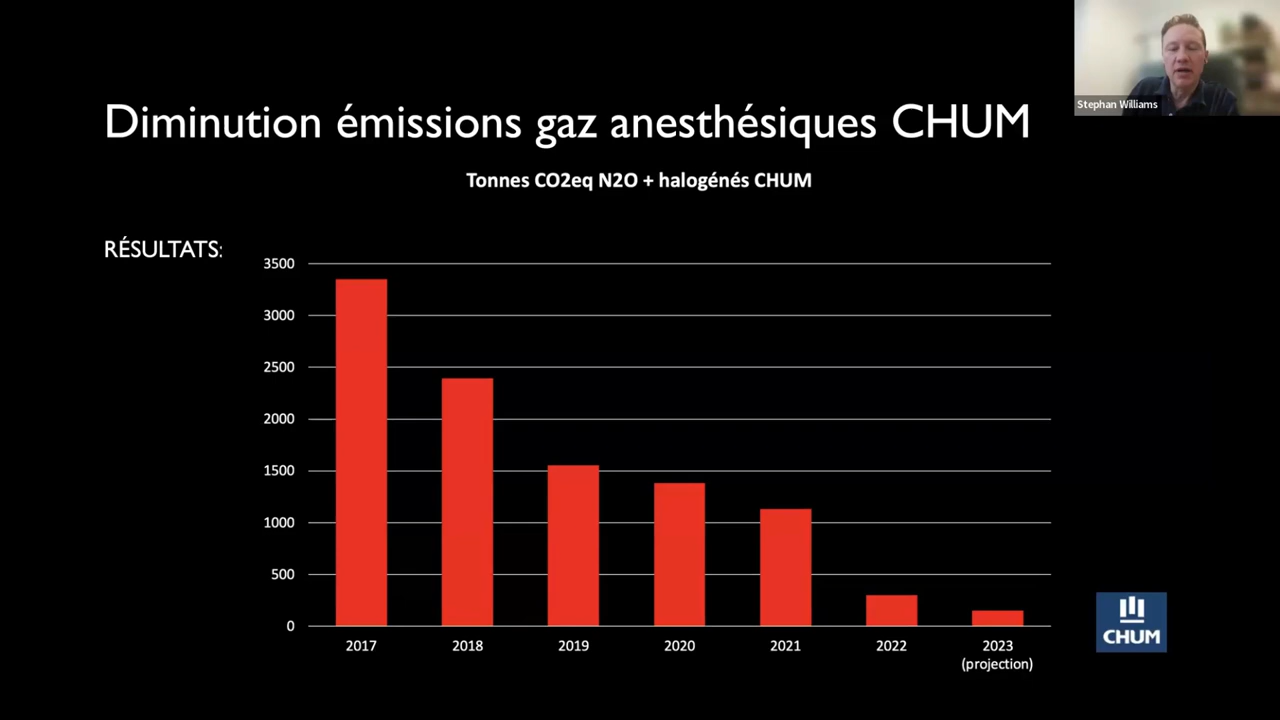 Stephan Williams
Diminution émissions gaz anesthésiques CHUM
Tonnes CO2eq N2O + halogénés CHUM
RÉSULTATS:
3500
3000
2500
2000
1500
1000
500
0
2017 2018 2019 2020 2021 2022 2023
(projection)
CHUM